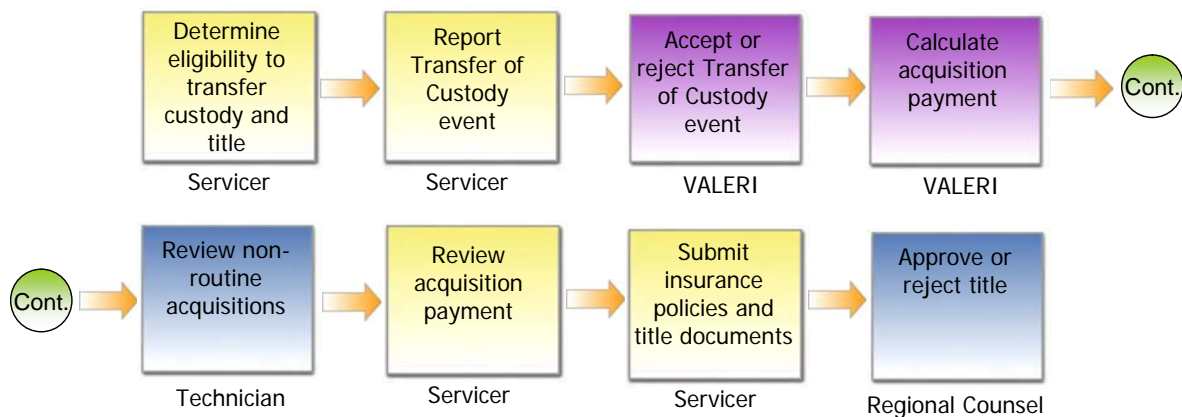 Determine
eligibility to
transfer
custody and
title
Servicer
Report
Transfer of
Custody
event
Servicer
Accept or
reject Transfer
of Custody
event
VALERI
Calculate
acquisition
payment
VALERI
Cont.
Cont.
Review non-
routine
acquisitions
Technician
Review
acquisition
payment
Servicer
Submit
insurance
policies and
title documents
Servicer
Approve or
reject title
Regional Counsel